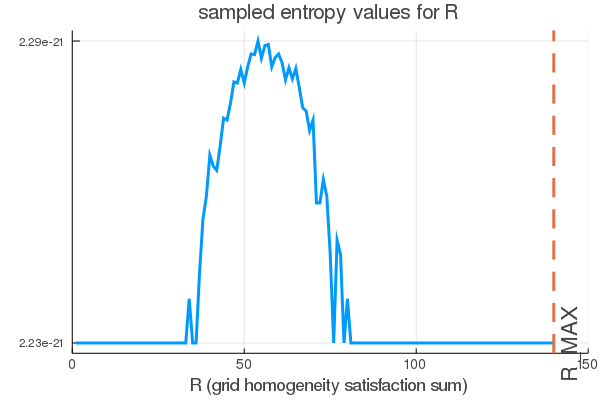 sampled entropy values for R
2.29e-21
2.23e-21
0
50
100
150
R_MAX
R (grid homogeneity satisfaction sum)